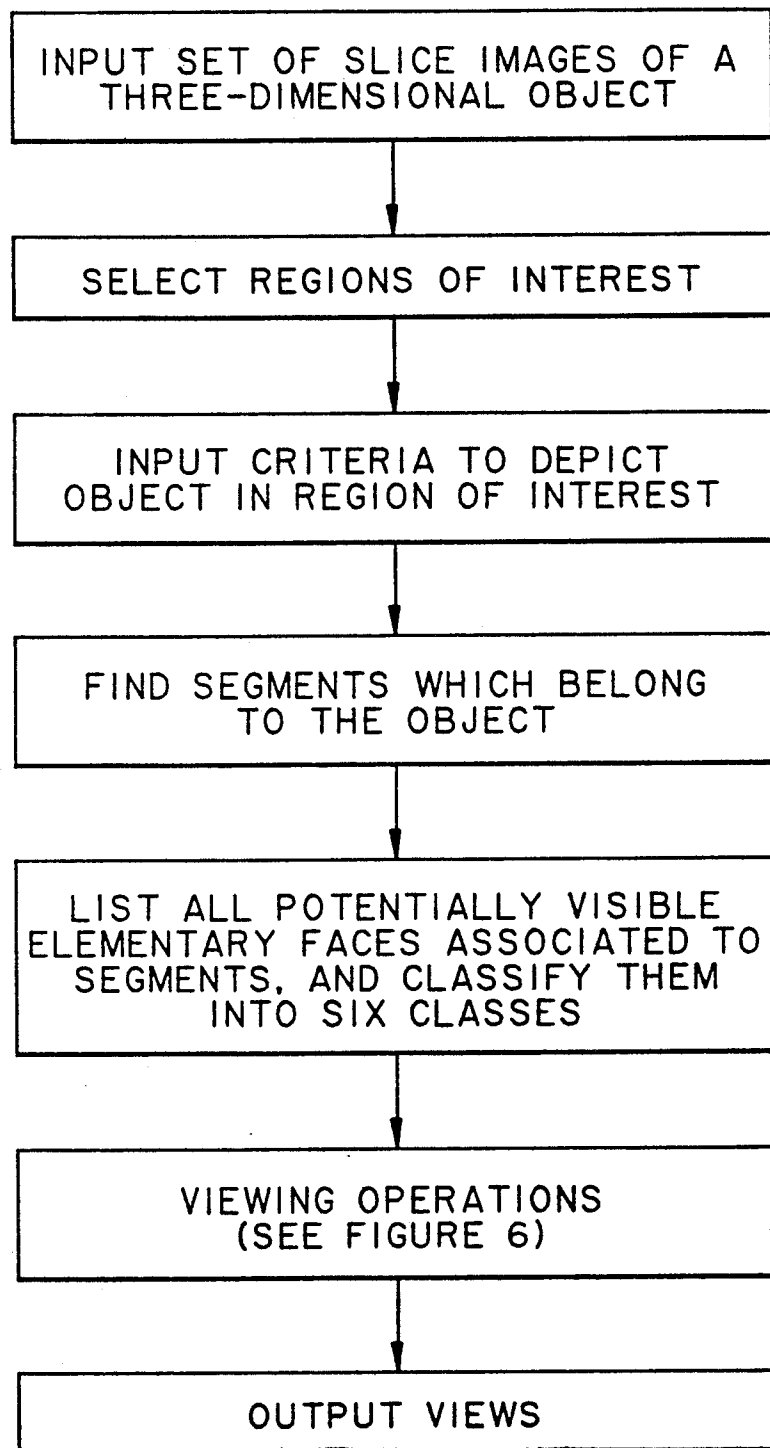 INPUT SET OF SLICE IMAGES OF A
THREE-DIMENSIONAL OBJECT
SELECT REGIONS OF INTEREST
INPUT CRITERIA TO DEPICT
OBJECT IN REGION OF INTEREST
FIND SEGMENTS WHICH BELONG
TO THE OBJECT
LIST ALL POTENTIALLY VISIBLE
ELEMENTARY FACES ASSOCIATED TO
SEGMENTS, AND CLASSIFY THEM
INTO SIX CLASSES
VIEWING OPERATIONS
(SEE FIGURE 6)
OUTPUT VIEWS